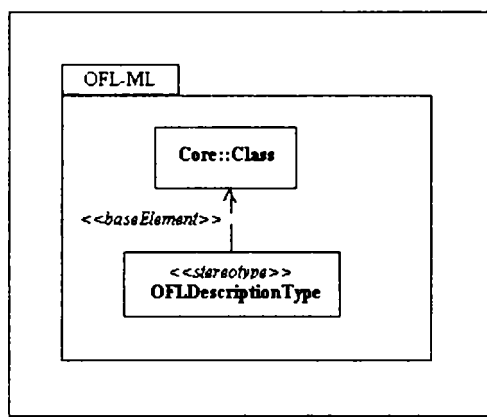 OFL-ML
Core::Class
<<baseElement>>
<<stereotype>>
OFLDescriptionType